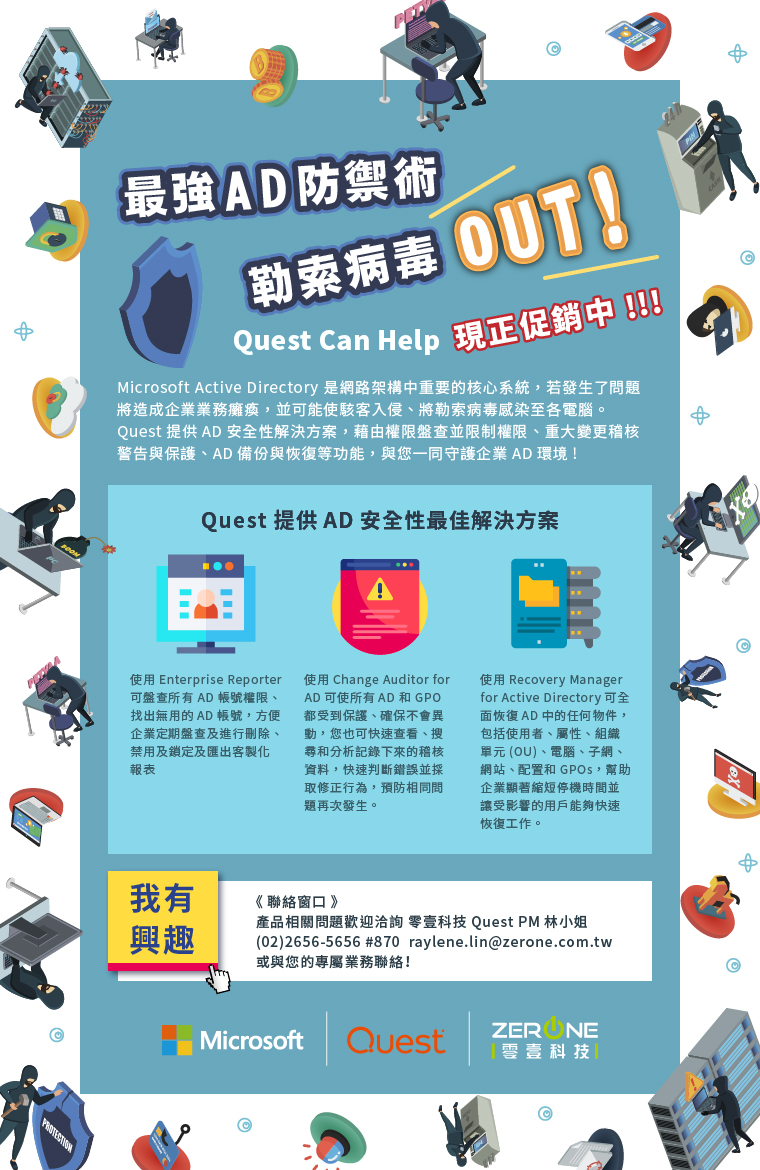 PETYA
PIN
最強AD防禦術
勒索病毒 OUT!
Quest Can Help 現正促銷中 !!!
Microsoft Active Directory 是網路架構中重要的核心系統，若發生了問題
將造成企業業務癱瘓，並可能使駭客入侵、將勒索病毒感染至各電腦。
Quest 提供 AD 安全性解決方案，藉由權限盤查並限制權限、重大變更稽核
警告與保護、AD 備份與恢復等功能，與您一同守護企業 AD 環境！
BOOM
Quest 提供 AD 安全性最佳解決方案
使用 Enterprise Reporter
可盤查所有 AD 帳號權限、
找出無用的 AD 帳號，方便
企業定期盤查及進行刪除、
禁用及鎖定及匯出客製化
報表
使用 Change Auditor for
AD 可使所有 AD 和 GPO
都受到保護、確保不會異
動，您也可快速查看、搜
尋和分析記錄下來的稽核
資料，快速判斷錯誤並採
取修正行為，預防相同問
題再次發生。
使用 Recovery Manager
for Active Directory 可全
面恢復 AD 中的任何物件，
包括使用者、屬性、組織
單元 (OU)、電腦、子網、
網站、配置和 GPOs，幫助
企業顯著縮短停機時間並
讓受影響的用戶能夠快速
恢復工作。
PETYA
我有
興趣
《 聯絡窗口 》
產品相關問題歡迎洽詢 零壹科技 Quest PM 林小姐
(02)2656-5656 #870 raylene.lin@zerone.com.tw
或與您的專屬業務聯絡！
Microsoft
Quest
ZERONE
零壹科技
PROTECTION